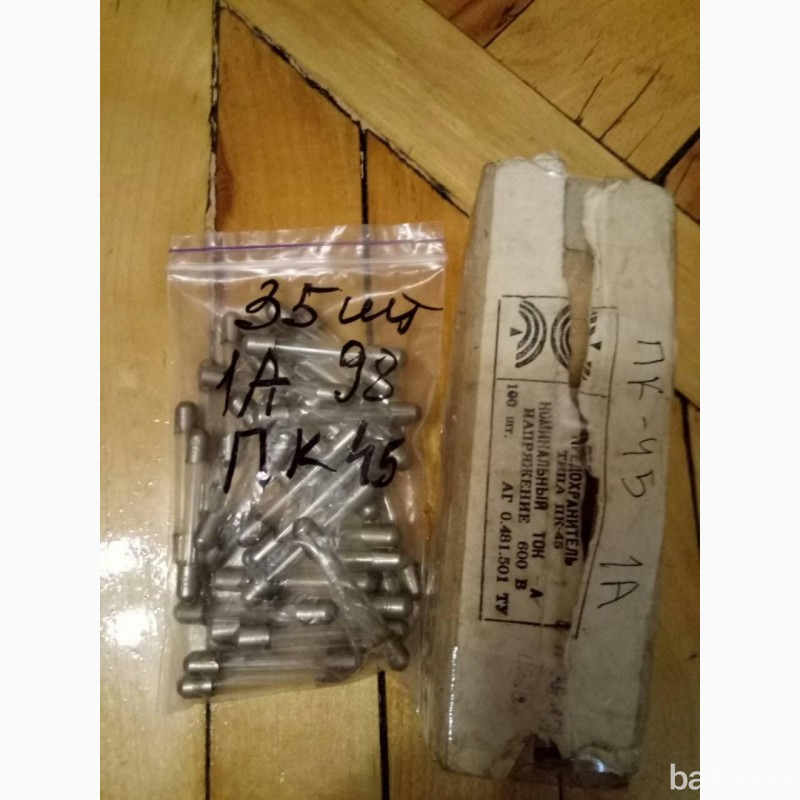 35 шт
1А 98
ПК 45
ПРЕДОХРАНИТЕЛЬ
ТИПА ПК-45
НОМИНАЛЬНЫЙ ТОК А
НАПРЯЖЕНИЕ 600 В
100 шт. АГ 0.481.501 ТУ
ПК-45 1А